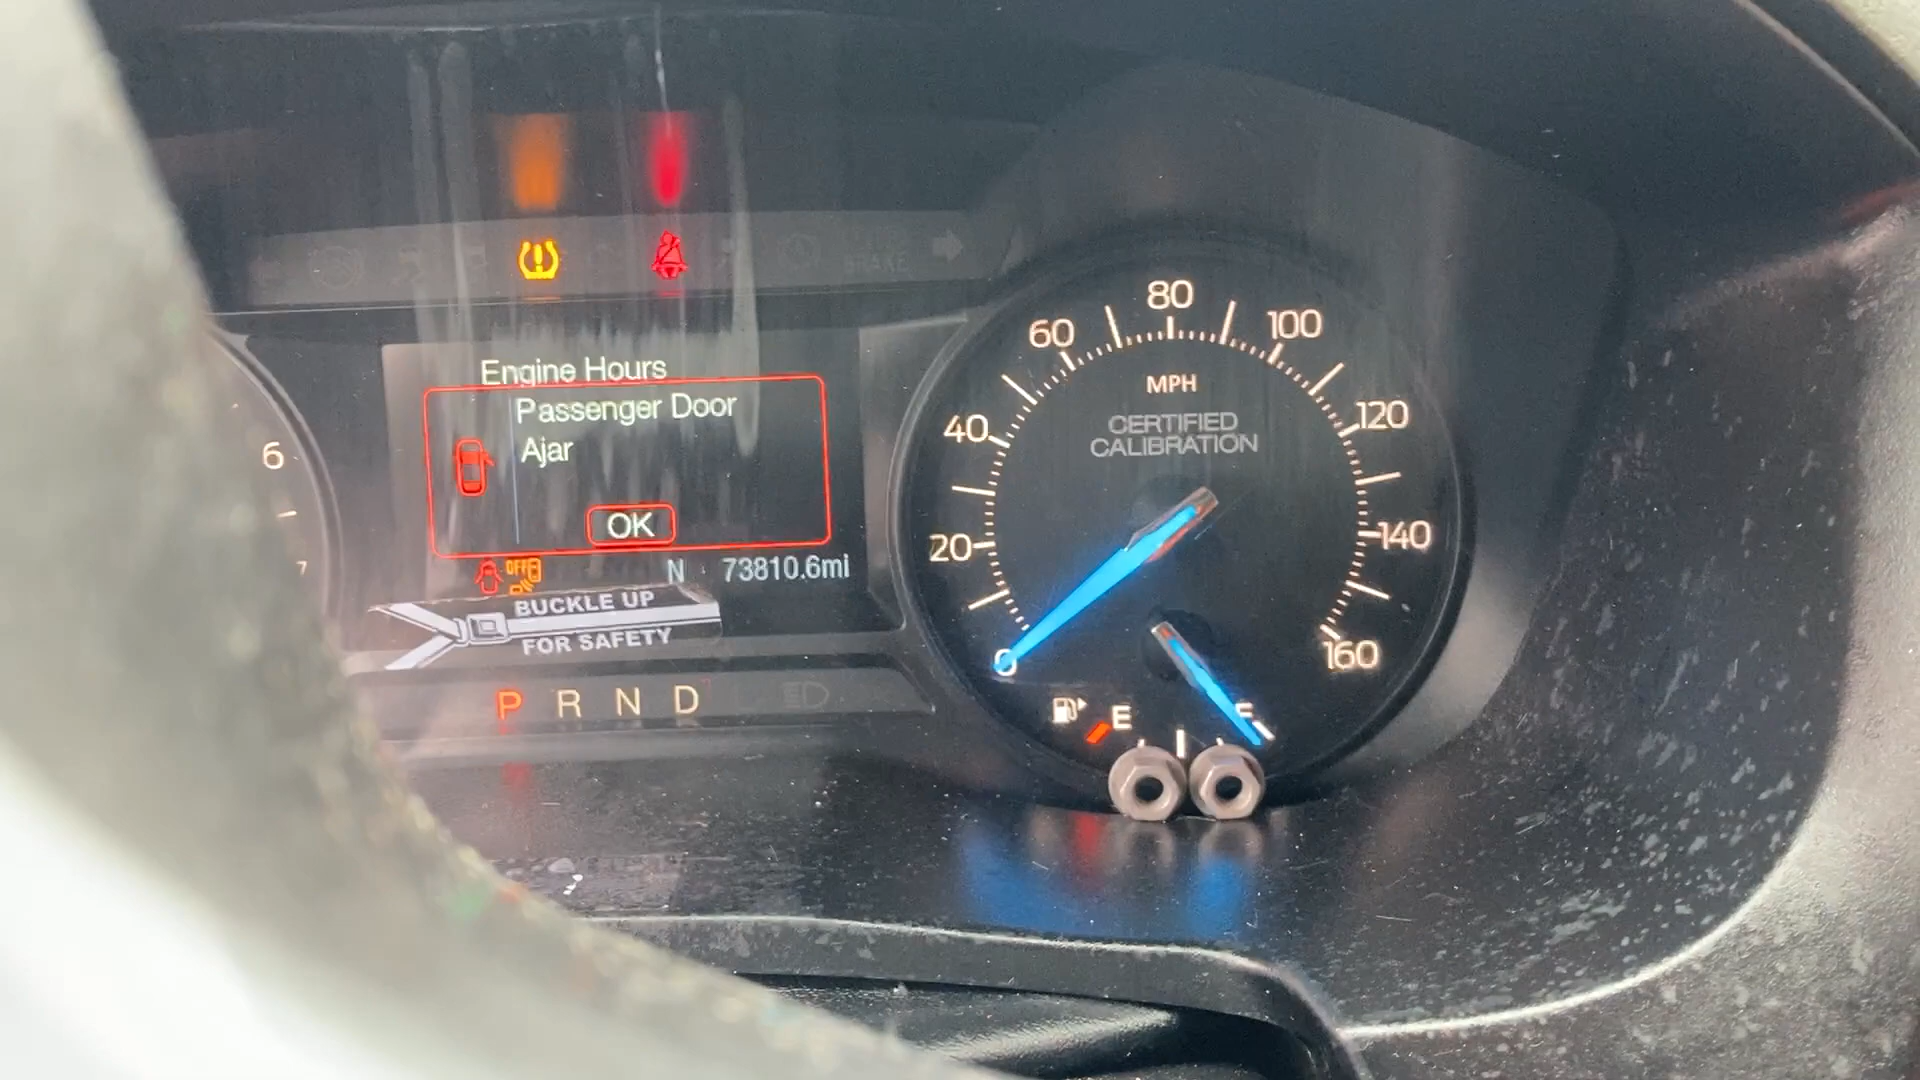 BRAKE
Engine Hours
Passenger Door
Ajar
OK
OFF
N 73810.6mi
BUCKLE UP
FOR SAFETY
P R N D
6
7
0
20
40
60
80
100
120
140
160
MPH
CERTIFIED
CALIBRATION
E F